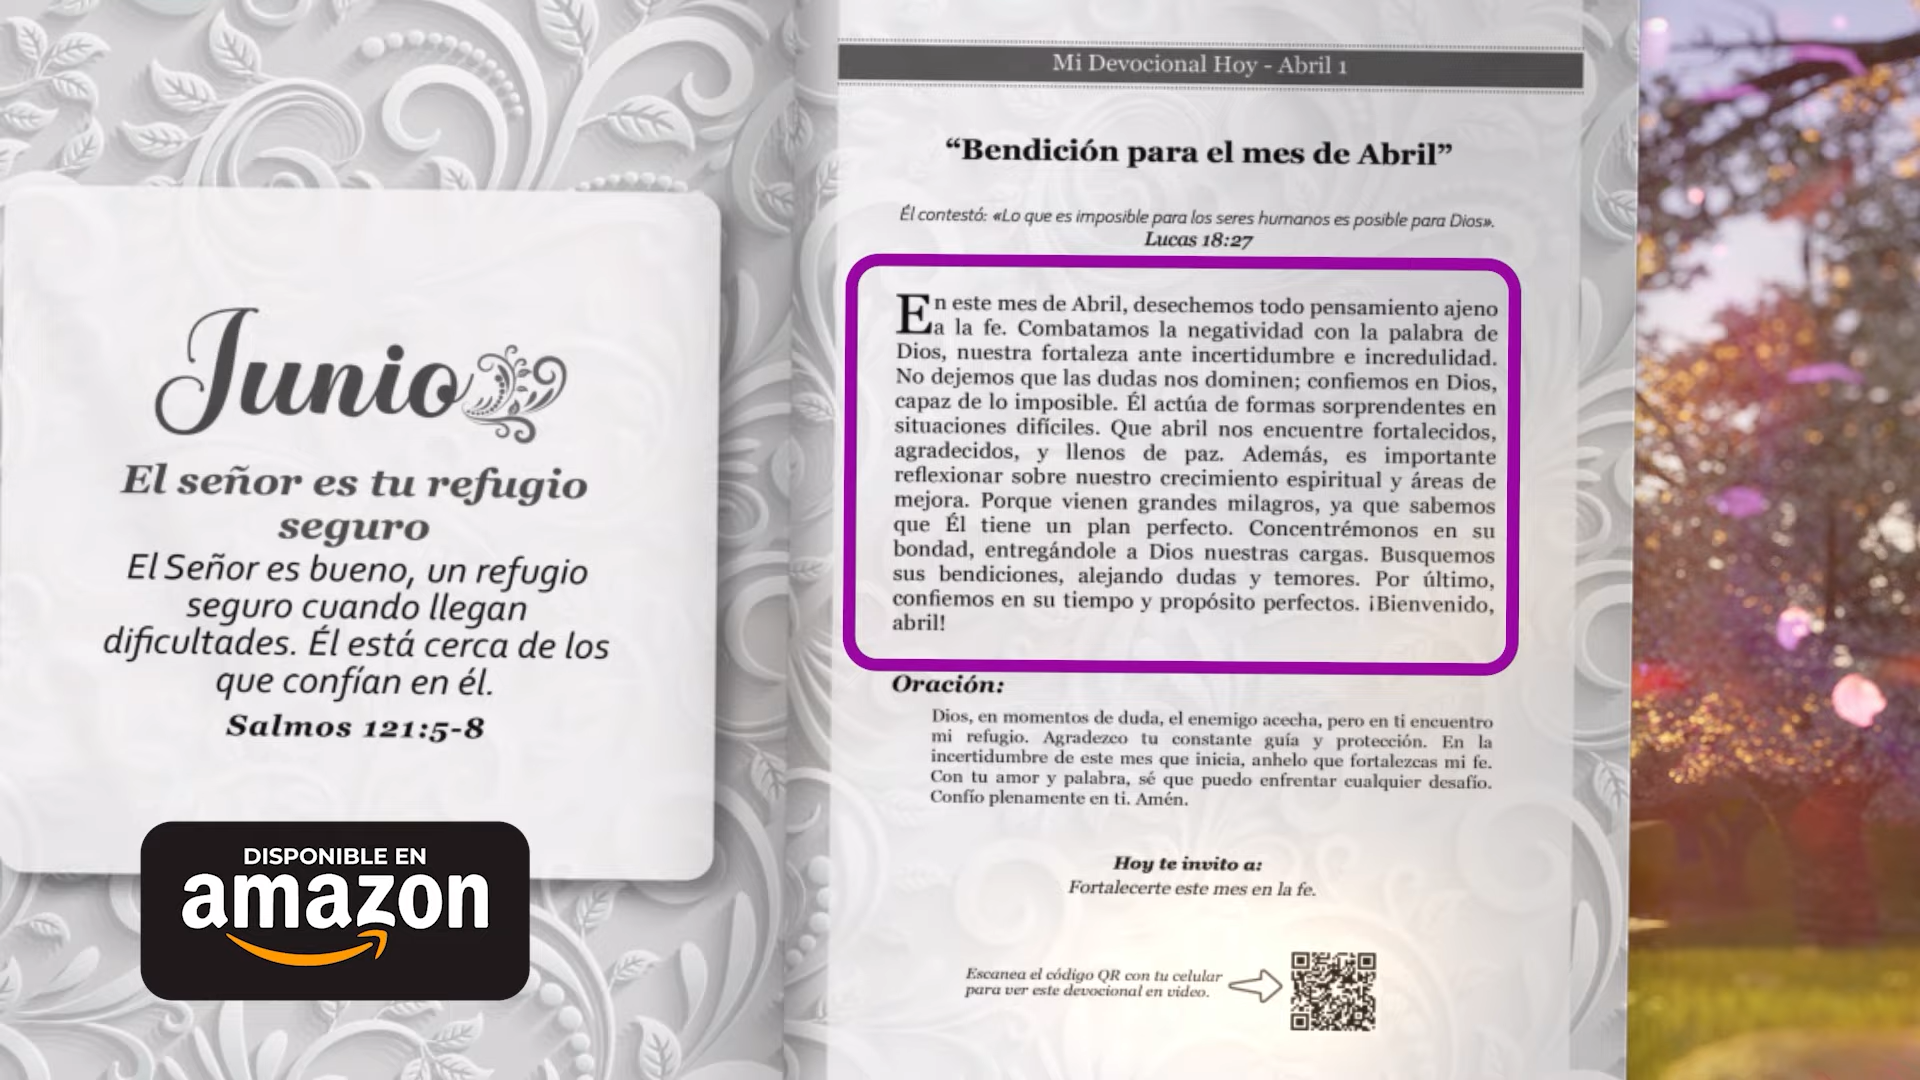 Junio
El señor es tu refugio
seguro
El Señor es bueno, un refugio
seguro cuando llegan
dificultades. Él está cerca de los
que confían en él.
Salmos 121:5-8
DISPONIBLE EN
amazon
Mi Devocional Hoy - Abril 1
“Bendición para el mes de Abril”
Él contestó: «Lo que es imposible para los seres humanos es posible para Dios».
Lucas 18:27
En este mes de Abril, desechemos todo pensamiento ajeno
a la fe. Combatamos la negatividad con la palabra de
Dios, nuestra fortaleza ante incertidumbre e incredulidad.
No dejemos que las dudas nos dominen; confiemos en Dios,
capaz de lo imposible. Él actúa de formas sorprendentes en
situaciones difíciles. Que abril nos encuentre fortalecidos,
agradecidos, y llenos de paz. Además, es importante
reflexionar sobre nuestro crecimiento espiritual y áreas de
mejora. Porque vienen grandes milagros, ya que sabemos
que Él tiene un plan perfecto. Concentrémonos en su
bondad, entregándole a Dios nuestras cargas. Busquemos
sus bendiciones, alejando dudas y temores. Por último,
confiemos en su tiempo y propósito perfectos. ¡Bienvenido,
abril!
Oración:
Dios, en momentos de duda, el enemigo acecha, pero en ti encuentro
mi refugio. Agradezco tu constante guía y protección. En la
incertidumbre de este mes que inicia, anhelo que fortalezcas mi fe.
Con tu amor y palabra, sé que puedo enfrentar cualquier desafío.
Confío plenamente en ti. Amén.
Hoy te invito a:
Fortalecerte este mes en la fe.
Escanea el código QR con tu celular
para ver este devocional en video.